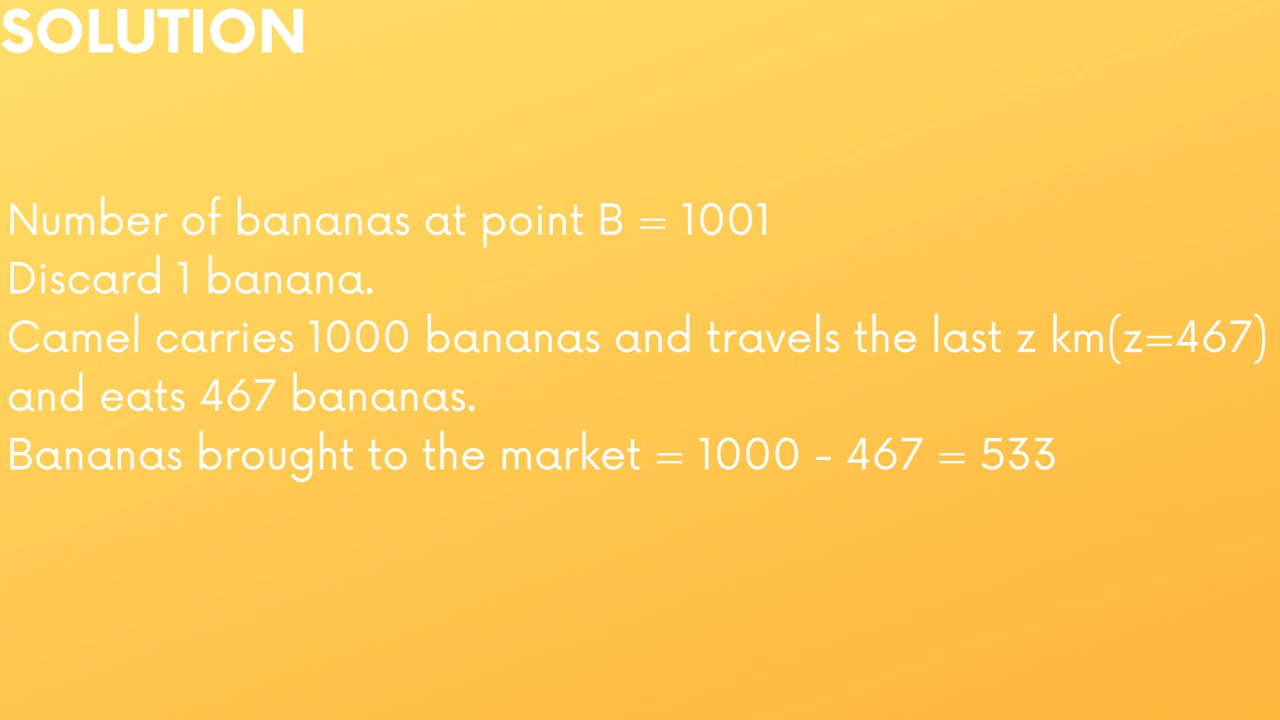 SOLUTION
Number of bananas at point B = 1001
Discard 1 banana.
Camel carries 1000 bananas and travels the last z km(z=467)
and eats 467 bananas.
Bananas brought to the market = 1000 - 467 = 533